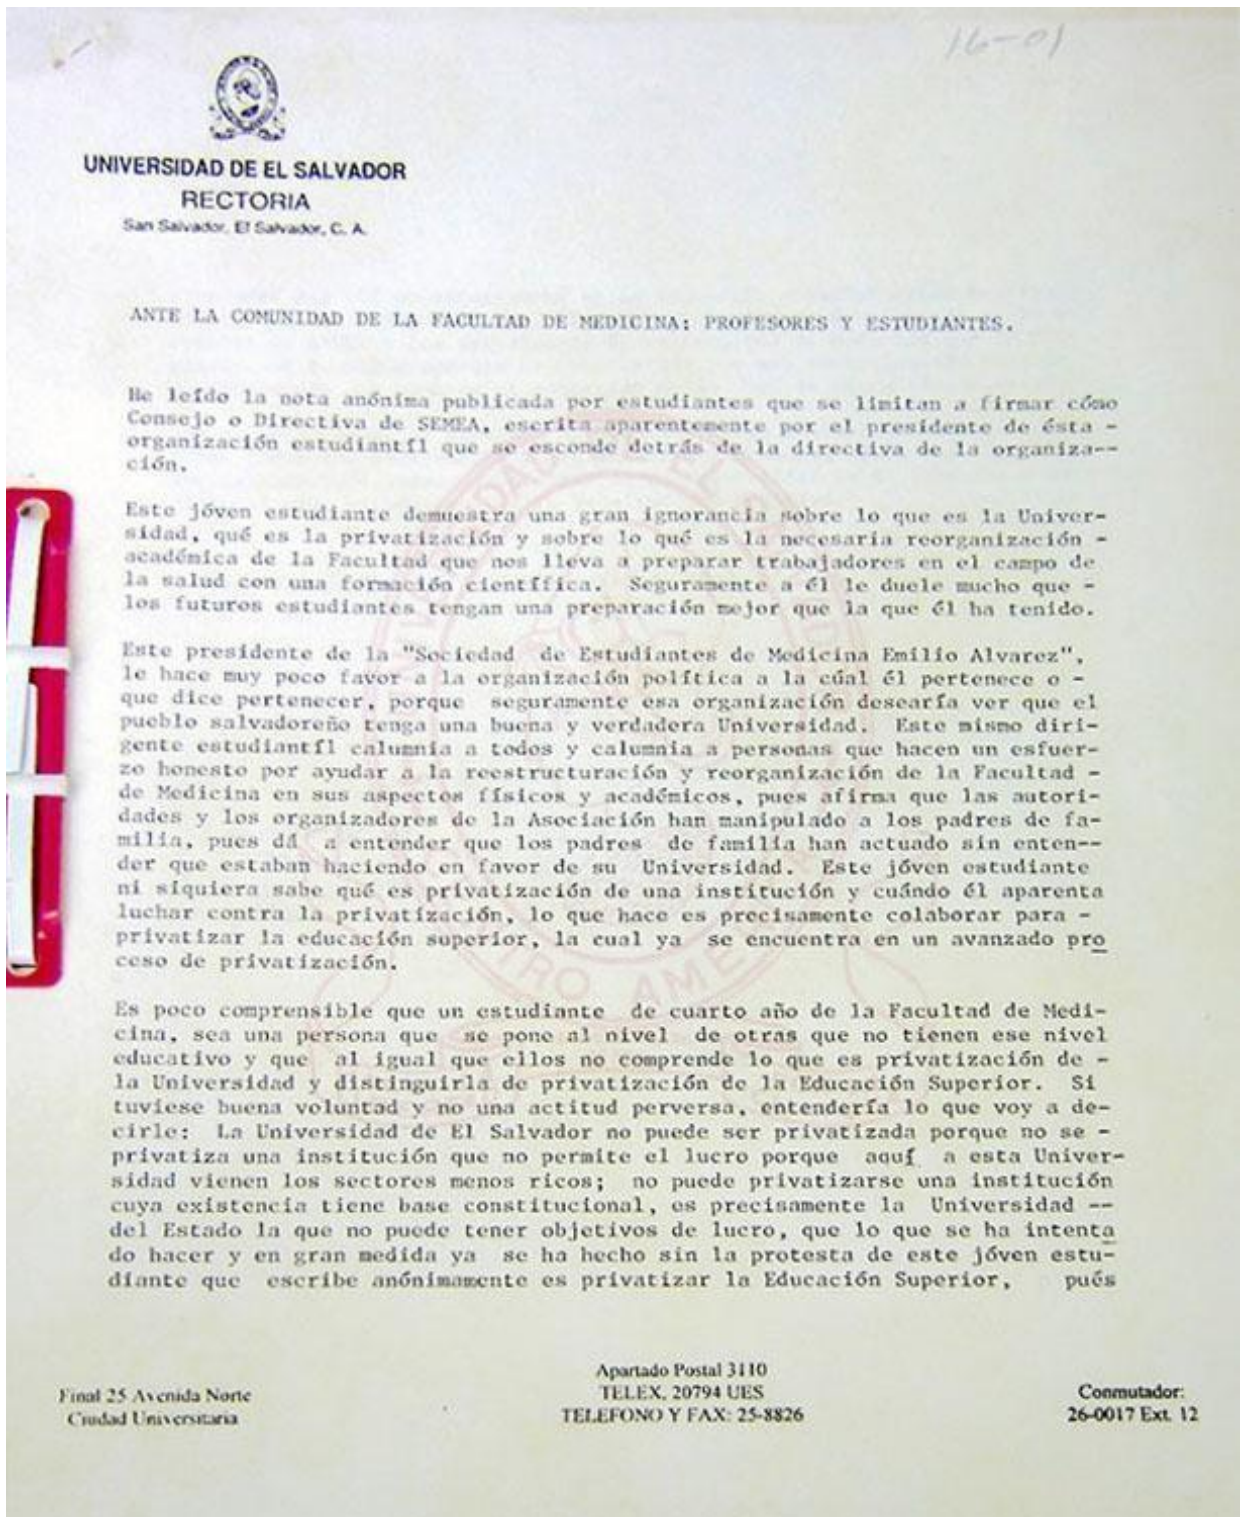 16-01
UNIVERSIDAD DE EL SALVADOR
RECTORIA
San Salvador, El Salvador, C. A.
ANTE LA COMUNIDAD DE LA FACULTAD DE MEDICINA: PROFESORES Y ESTUDIANTES.
He leído la nota anónima publicada por estudiantes que se limitan a firmar cómo
Consejo o Directiva de SEMEA, escrita aparentemente por el presidente de ésta -
organización estudiantíl que se esconde detrás de la directiva de la organiza--
ción.
Este jóven estudiante demuestra una gran ignorancia sobre lo que es la Univer-
sidad, qué es la privatización y sobre lo qué es la necesaria reorganización -
académica de la Facultad que nos lleva a preparar trabajadores en el campo de
la salud con una formación científica. Seguramente a él le duele mucho que -
los futuros estudiantes tengan una preparación mejor que la que él ha tenido.
Este presidente de la "Sociedad de Estudiantes de Medicina Emilio Alvarez",
le hace muy poco favor a la organización política a la cúal él pertenece o -
que dice pertenecer, porque seguramente esa organización desearía ver que el
pueblo salvadoreño tenga una buena y verdadera Universidad. Este mismo diri-
gente estudiantíl calumnia a todos y calumnia a personas que hacen un esfuer-
zo honesto por ayudar a la reestructuración y reorganización de la Facultad -
de Medicina en sus aspectos físicos y académicos, pues afirma que las autori-
dades y los organizadores de la Asociación han manipulado a los padres de fa-
milia, pues dá a entender que los padres de familia han actuado sin enten--
der que estaban haciendo en favor de su Universidad. Este jóven estudiante
ni siquiera sabe qué es privatización de una institución y cuándo él aparenta
luchar contra la privatización, lo que hace es precisamente colaborar para -
privatizar la educación superior, la cual ya se encuentra en un avanzado pro
ceso de privatización.
Es poco comprensible que un estudiante de cuarto año de la Facultad de Medi-
cina, sea una persona que se pone al nivel de otras que no tienen ese nivel
educativo y que al igual que ellos no comprende lo que es privatización de -
la Universidad y distinguirla de privatización de la Educación Superior. Si
tuviese buena voluntad y no una actitud perversa, entendería lo que voy a de-
cirle: La Universidad de El Salvador no puede ser privatizada porque no se -
privatiza una institución que no permite el lucro porque aquí a esta Univer-
sidad vienen los sectores menos ricos; no puede privatizarse una institución
cuya existencia tiene base constitucional, es precisamente la Universidad --
del Estado la que no puede tener objetivos de lucro, que lo que se ha intenta
do hacer y en gran medida ya se ha hecho sin la protesta de este jóven estu-
diante que escribe anónimamente es privatizar la Educación Superior, pués
Final 25 Avenida Norte
Ciudad Universitaria
Apartado Postal 3110
TELEX, 20794 UES
TELEFONO Y FAX: 25-8826
Conmutador:
26-0017 Ext. 12